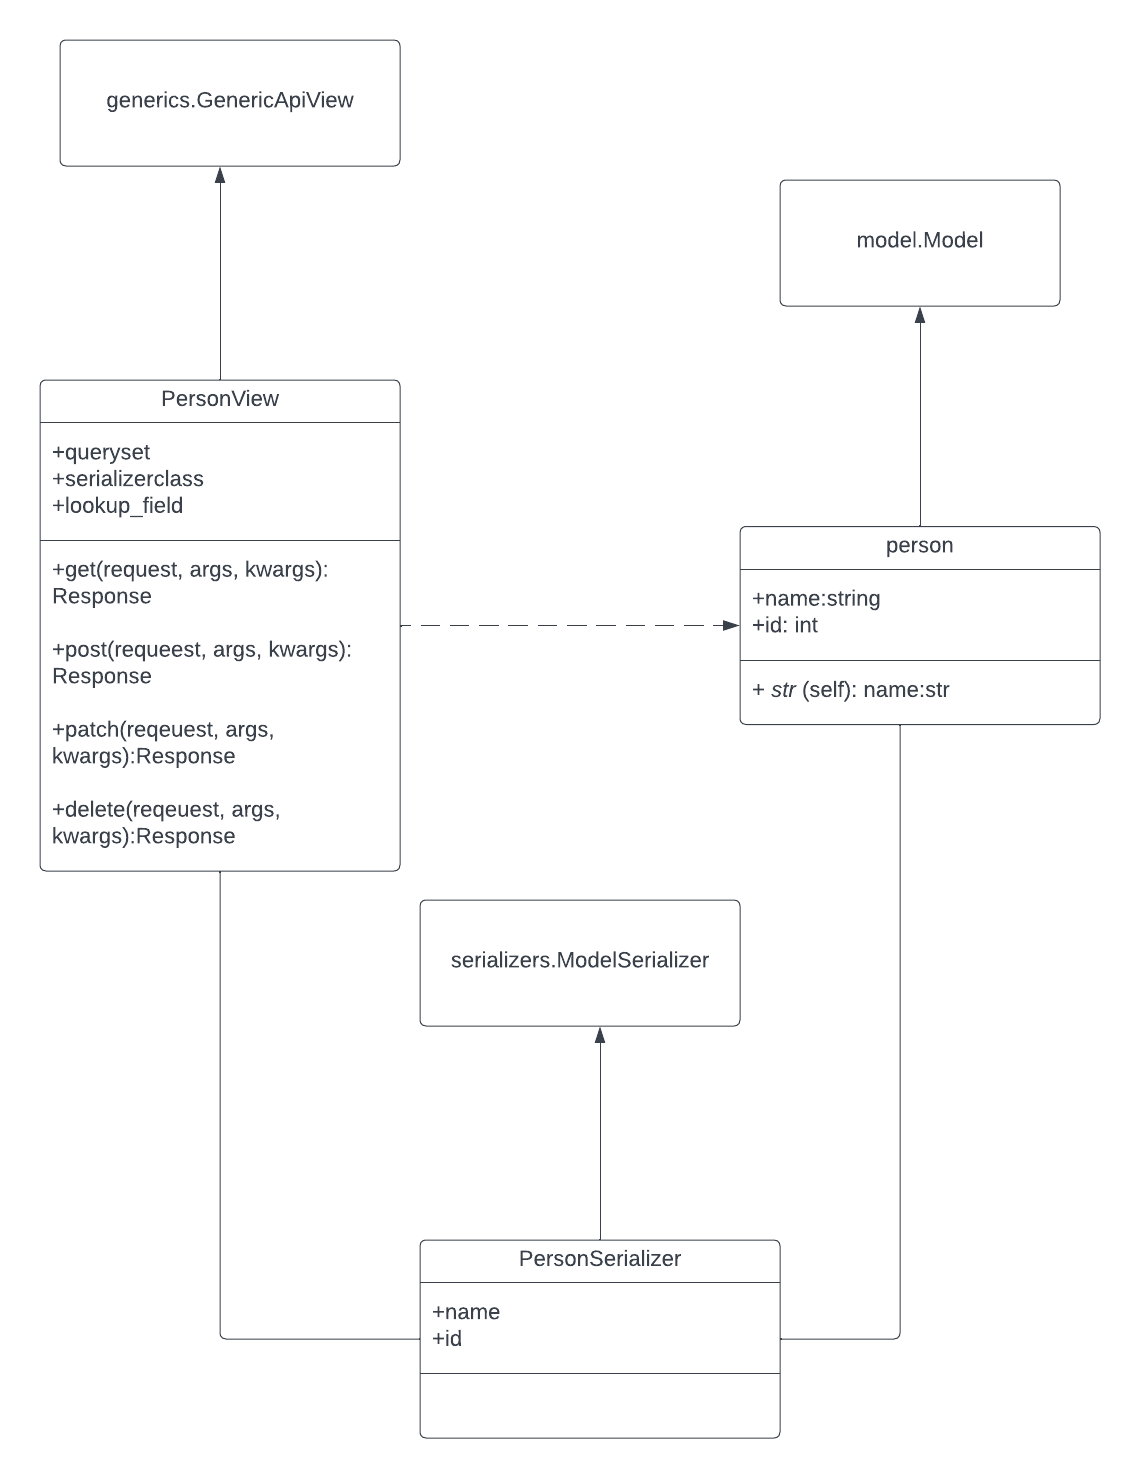 generics.GenericApiView
model.Model
PersonView
+queryset
+serializerclass
+lookup_field
+get(request, args, kwargs):
Response
+post(requeest, args, kwargs):
Response
+patch(reqeuest, args,
kwargs):Response
+delete(reqeuest, args,
kwargs):Response
person
+name:string
+id: int
+ str (self): name:str
serializers.ModelSerializer
PersonSerializer
+name
+id